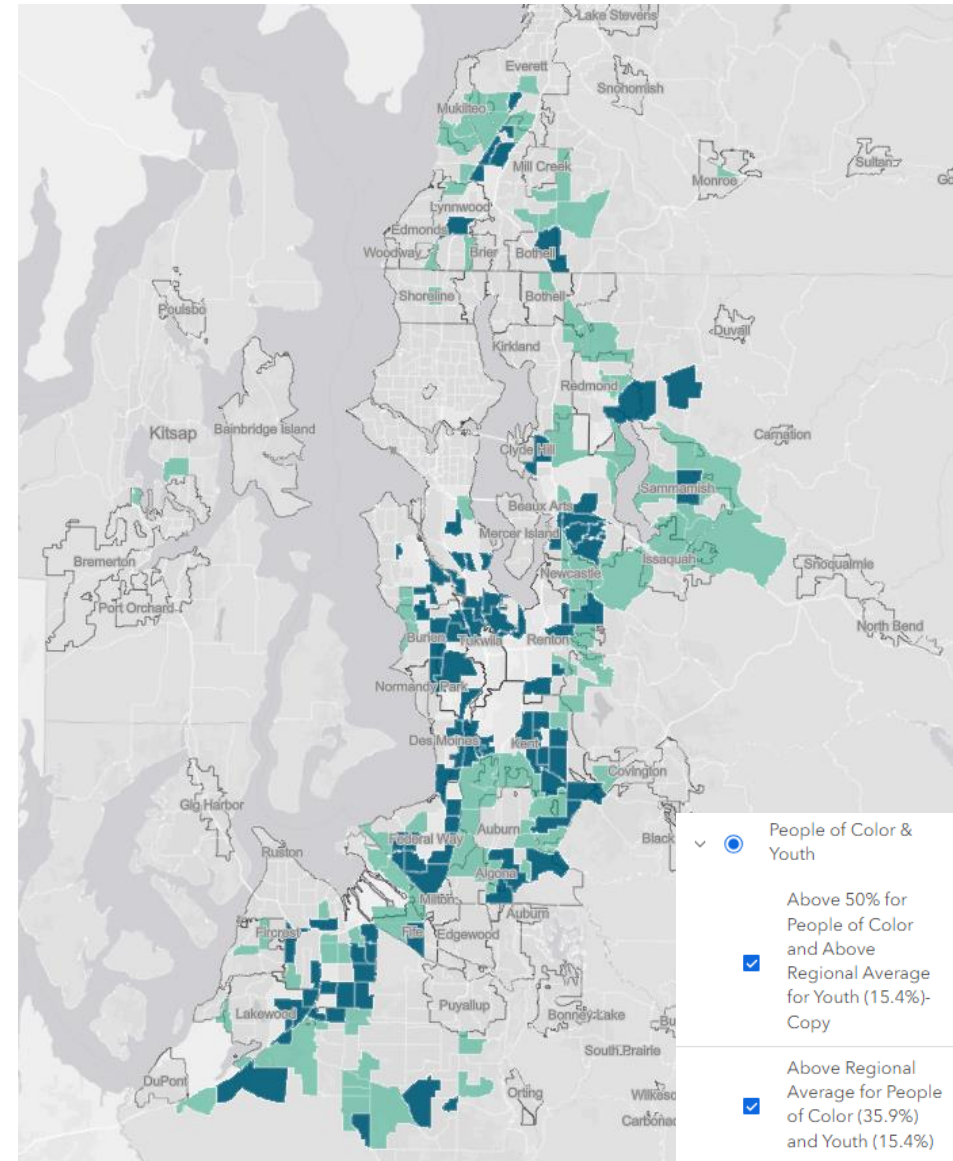 Lake Stevens
Everett
Snohomish
Mukilteo
Mill Creek
Sultan
Monroe
Go
Lynnwood
Edmonds
Woodway
Brier
Bothell
Shoreline
Bothell
Poulsbo
Duvall
Kirkland
Redmond
Kitsap
Bainbridge Island
Carnation
Clyde Hill
Sammamish
Beaux Arts
Mercer Island
Bremerton
Issaquah
Snoqualmie
Newcastle
Port Orchard
North Bend
Burien
Tukwila
Renton
Normandy Park
Des Moines
Kent
Covington
Gig Harbor
Black
Auburn
Federal Way
Ruston
Algona
Milton
Auburn
Fircrest
Fife
Edgewood
Puyallup
Lakewood
Bonney Lake
Bu
South Prairie
DuPont
Orting
Wilkeso
Carbonad
People of Color &
Youth
Above 50% for
People of Color
and Above
Regional Average
for Youth (15.4%)-
Copy
Above Regional
Average for People
of Color (35.9%)
and Youth (15.4%)